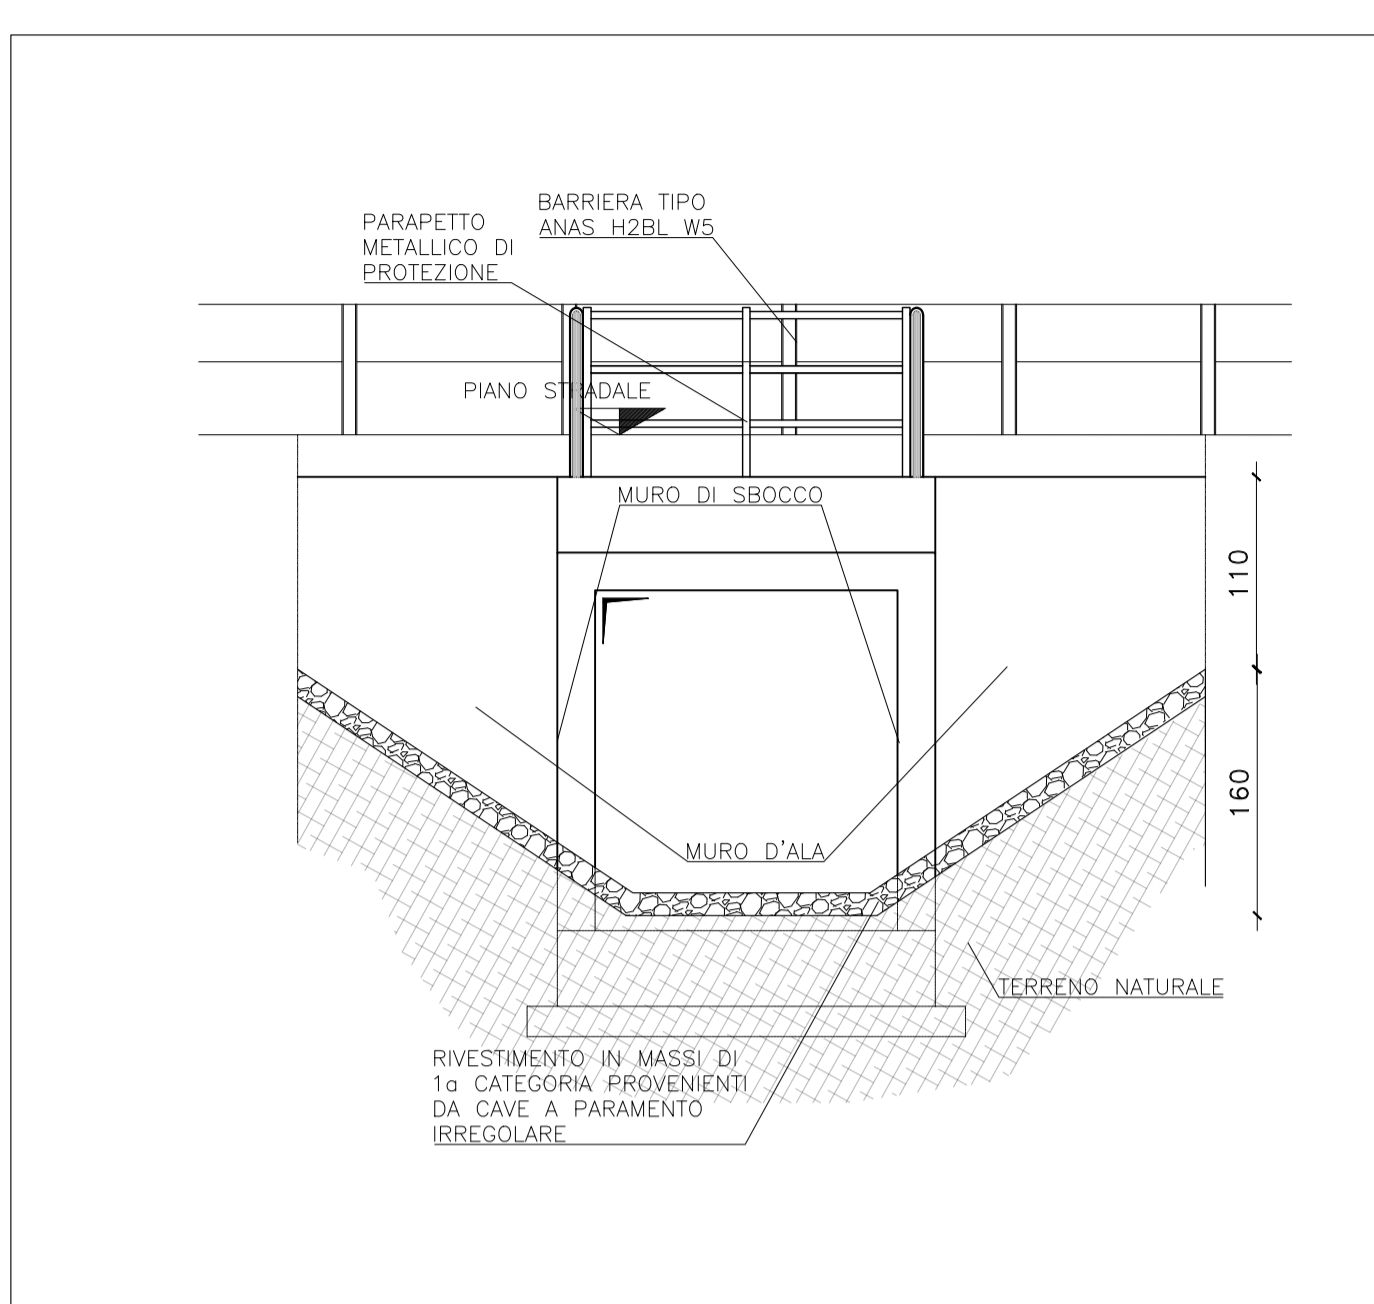 BARRIERA TIPO
ANAS H2BL W5
PARAPETTO
METALLICO DI
PROTEZIONE
PIANO STRADALE
MURO DI SBOCCO
110
160
MURO D'ALA
TERRENO NATURALE
RIVESTIMENTO IN MASSI DI
1a CATEGORIA PROVENIENTI
DA CAVE A PARAMENTO
IRREGOLARE